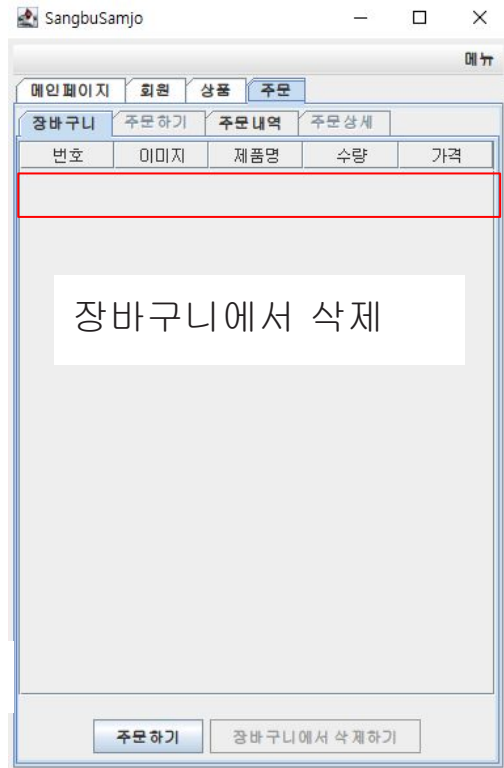 SangbuSamjo
메뉴
메인페이지 회원 상품 주문
장바구니 주문하기 주문내역 주문상세
번호 이미지 제품명 수량 가격
장바구니에서 삭제
주문하기 장바구니에서 삭제하기